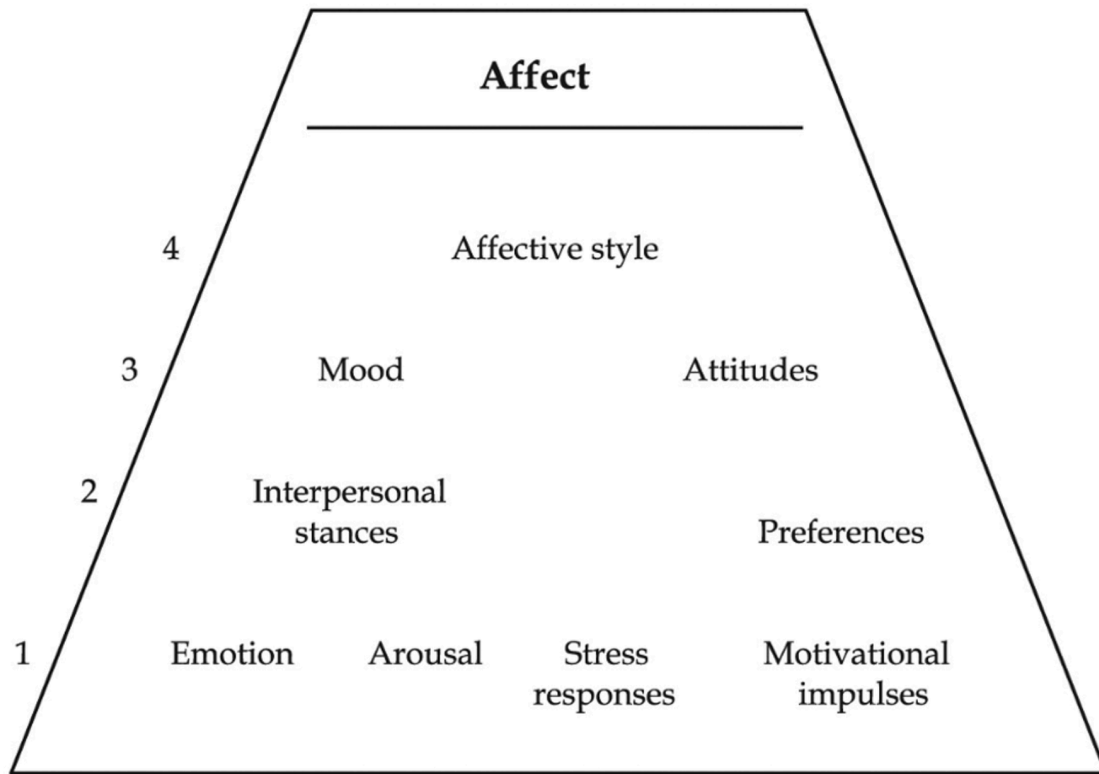 Affect
4 Affective style
3 Mood Attitudes
2 Interpersonal
stances Preferences
1 Emotion Arousal Stress Motivational
responses impulses